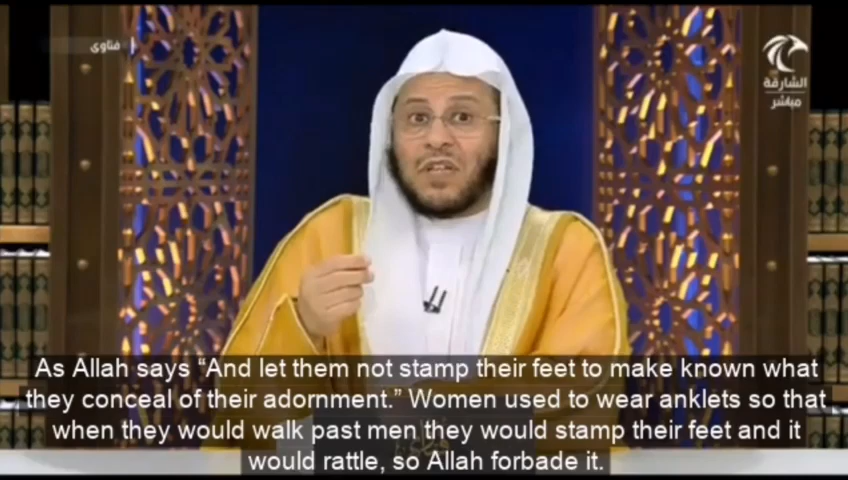 فتاوى
الشارقة
مباشر
As Allah says “And let them not stamp their feet to make known what
they conceal of their adornment.” Women used to wear anklets so that
when they would walk past men they would stamp their feet and it
would rattle, so Allah forbade it.